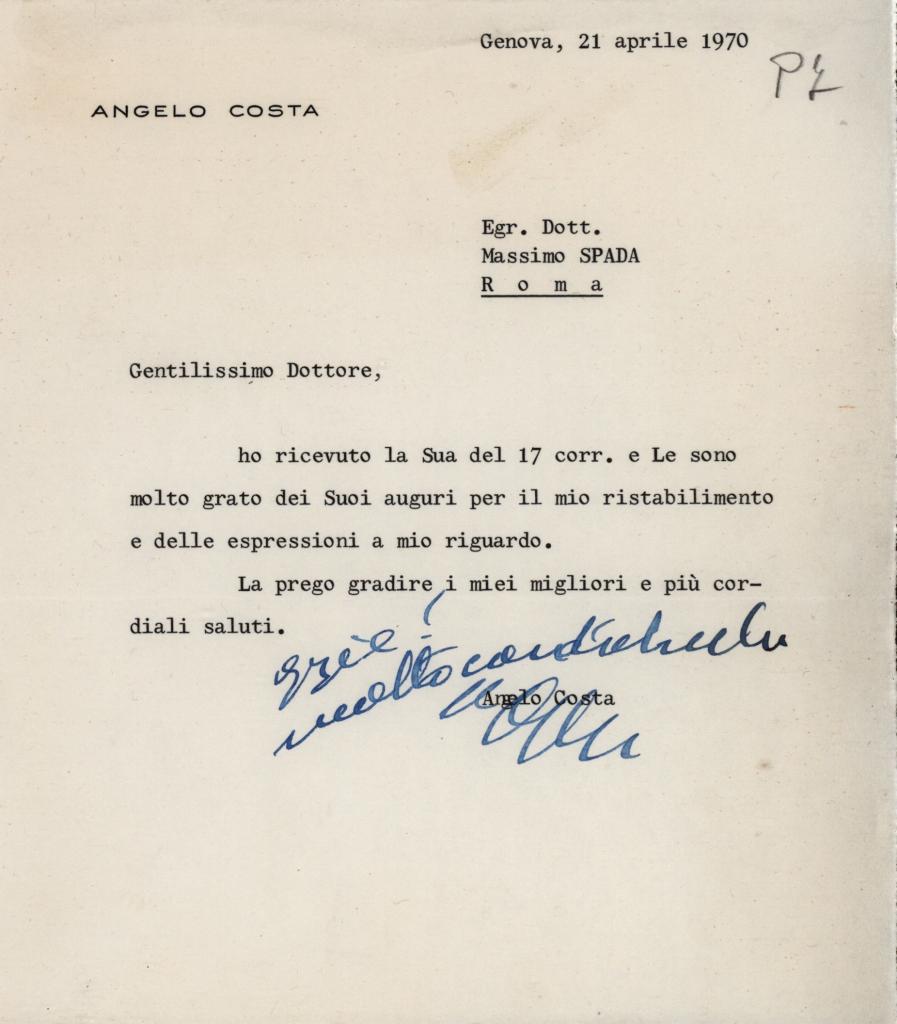 Genova, 21 aprile 1970
ANGELO COSTA
Egr. Dott.
Massimo SPADA
R o m a
Gentilissimo Dottore,
ho ricevuto la Sua del 17 corr. e Le sono
molto grato dei Suoi auguri per il mio ristabilimento
e delle espressioni a mio riguardo.
La prego gradire i miei migliori e più cor-
diali saluti.
molto
Angelo Costa